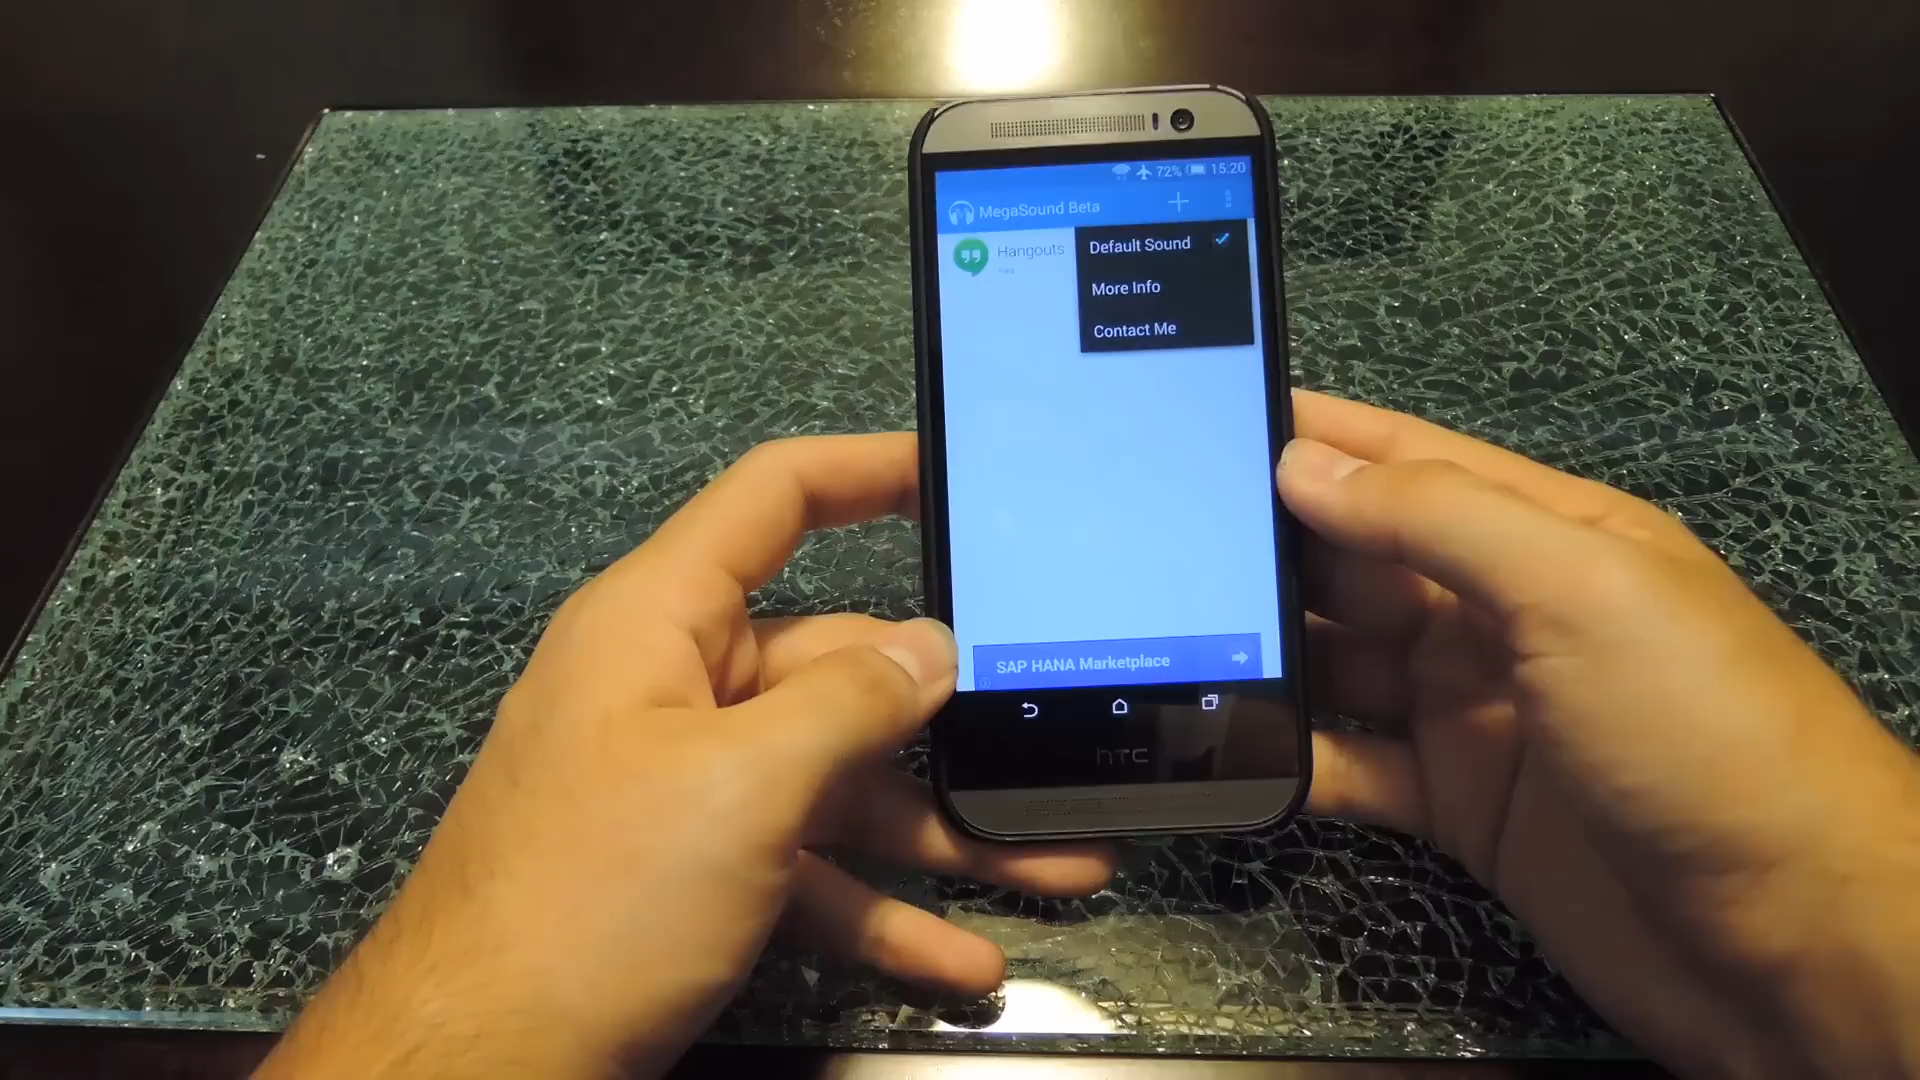 72% 15:20
MegaSound Beta
Hangouts
Default Sound
More Info
Contact Me
SAP HANA Marketplace
hTC